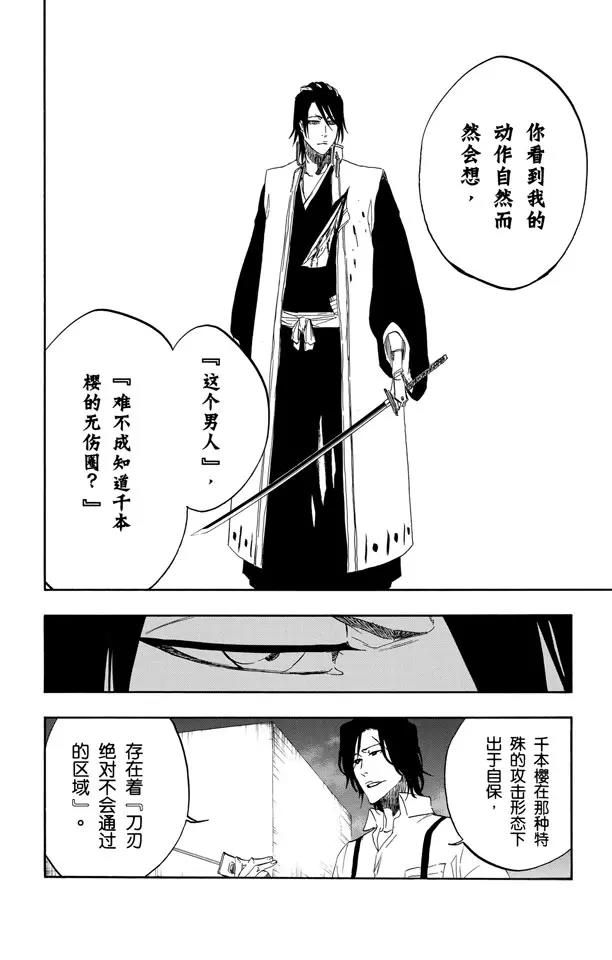 你看到我的
动作自然而
然会想，
『这个男人』，
『难不成知道千本
樱的无伤圈？』
千本樱在那种特
殊的攻击形态下
出于自保，
存在着『刀刃
绝对不会通过
的区域』。